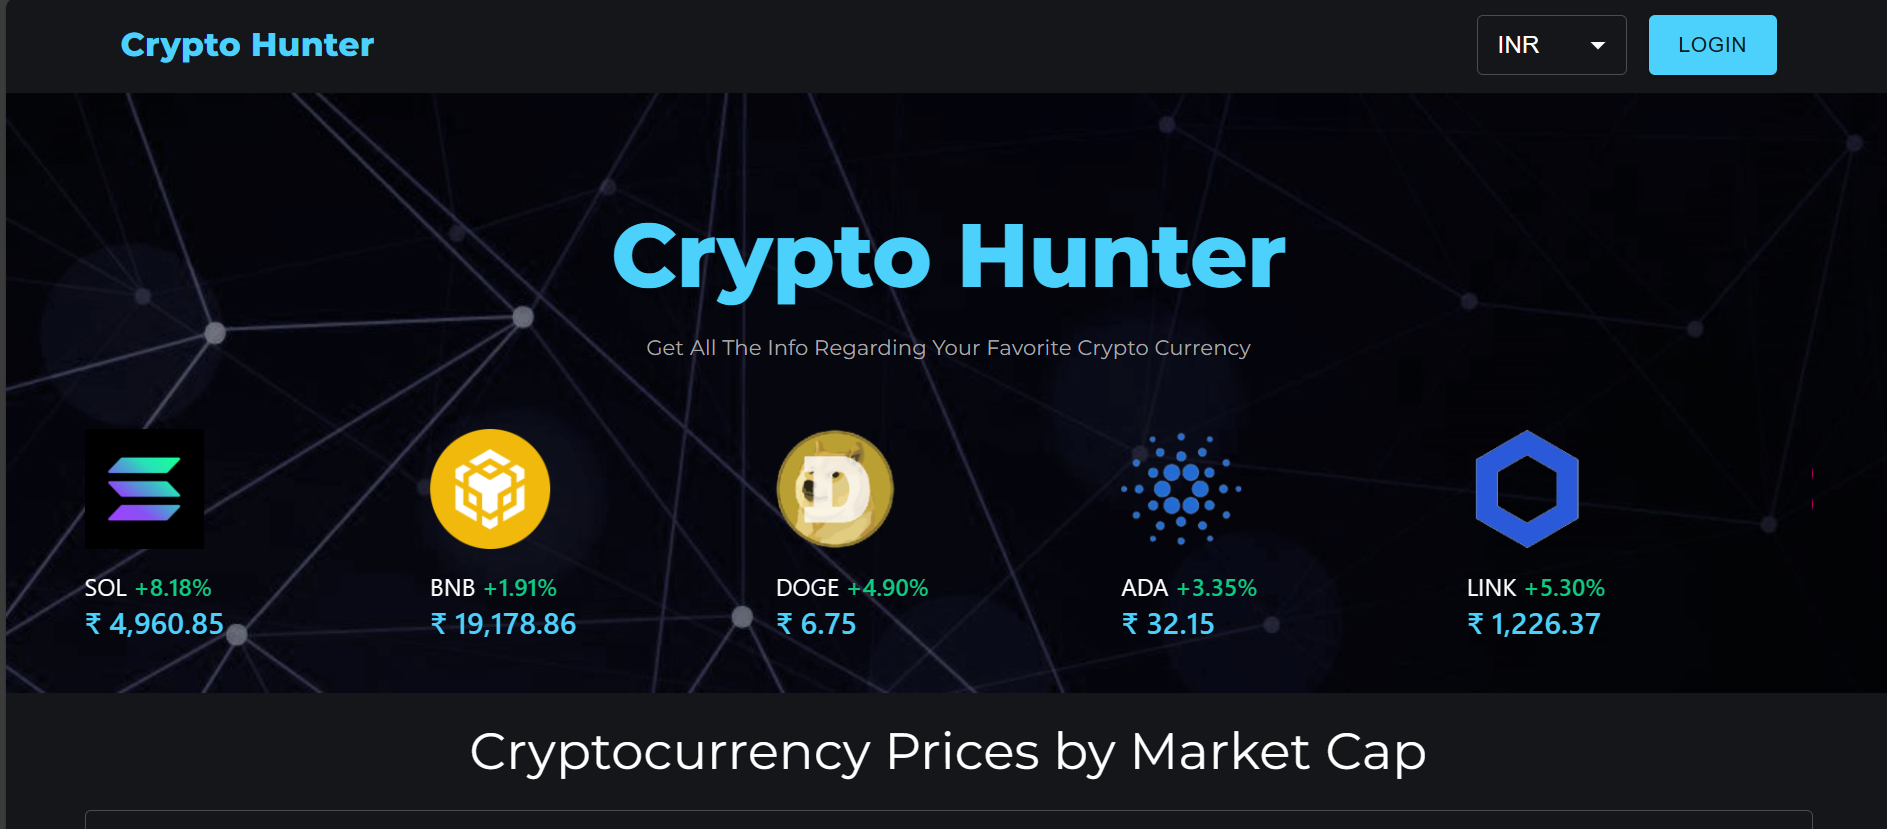 Crypto Hunter
INR
LOGIN
Crypto Hunter
Get All The Info Regarding Your Favorite Crypto Currency
SOL +8.18%
₹ 4,960.85
BNB +1.91%
₹ 19,178.86
DOGE +4.90%
₹ 6.75
ADA +3.35%
₹ 32.15
LINK +5.30%
₹ 1,226.37
Cryptocurrency Prices by Market Cap